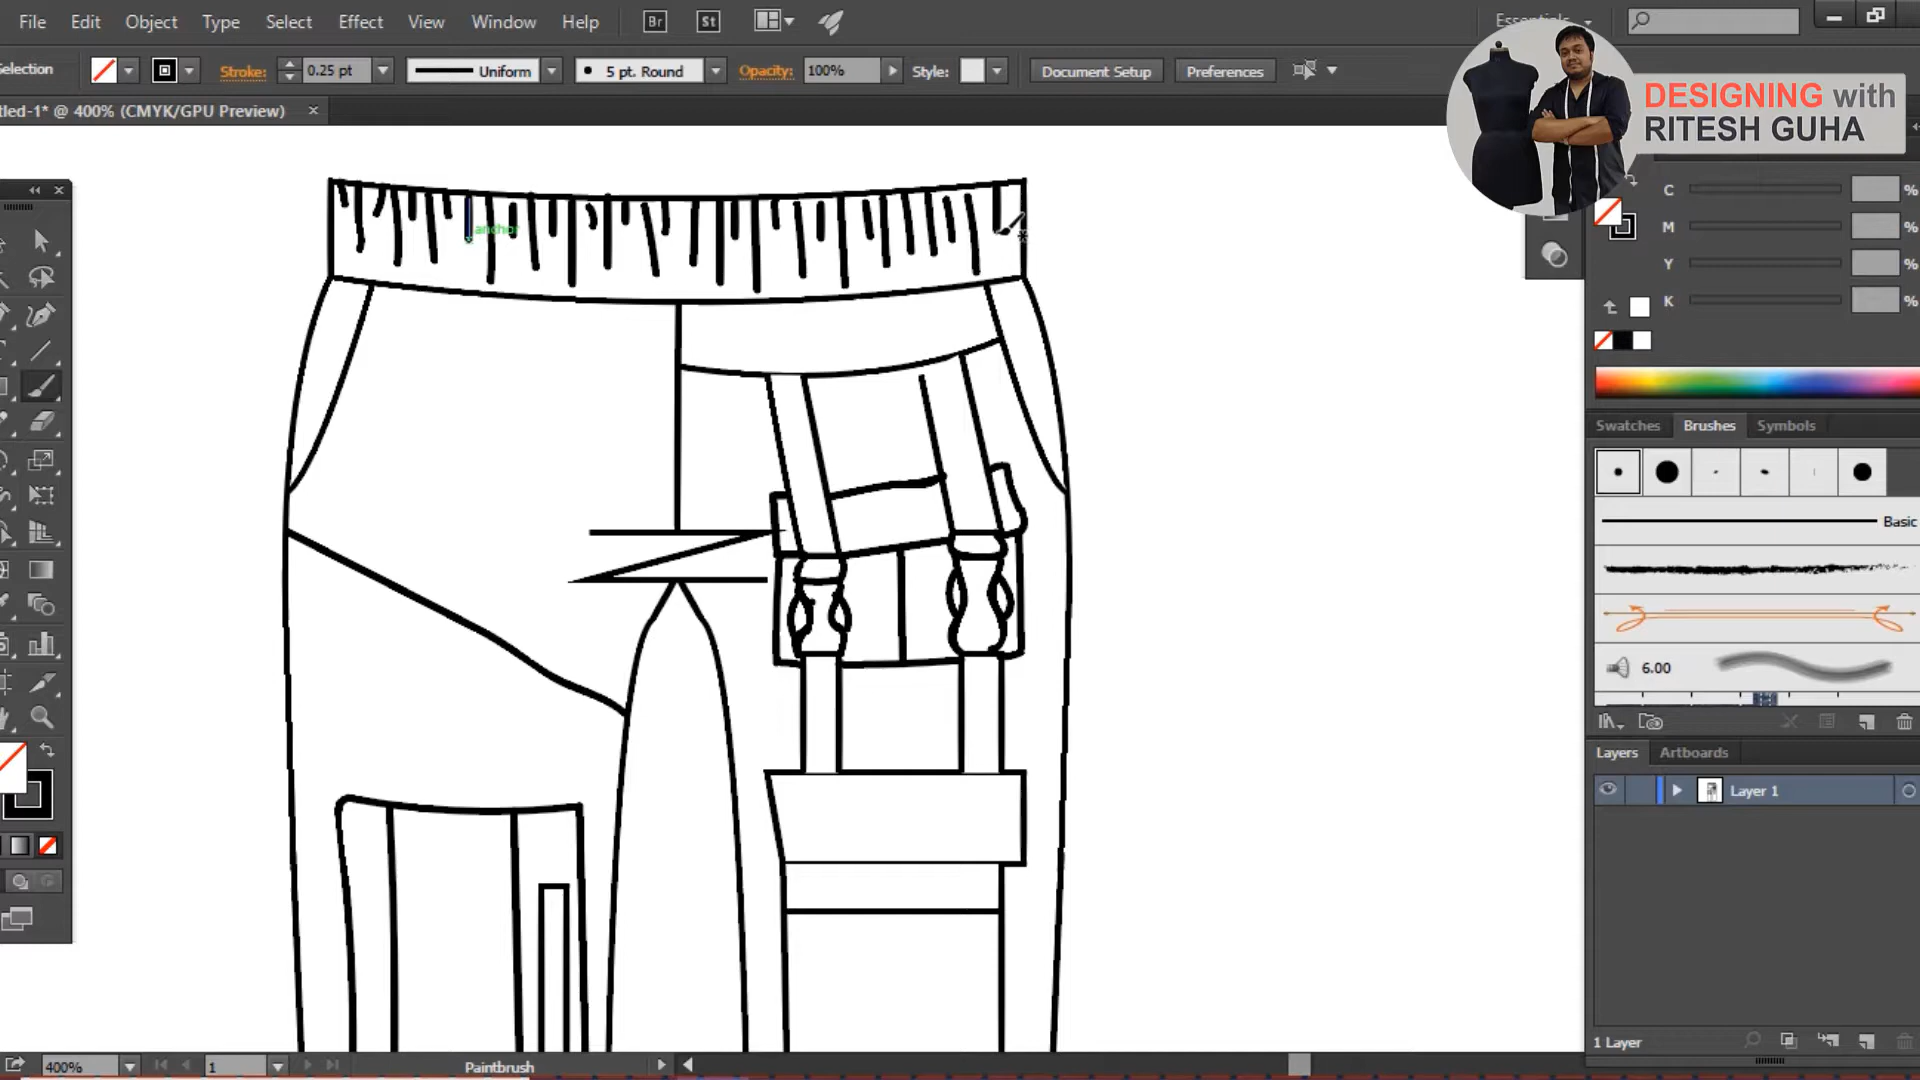 File Edit Object Type Select Effect View Window Help Br St Essentials
Selection Stroke: 0.25 pt Uniform 5 pt. Round Opacity: 100% Style: Document Setup Preferences
DESIGNING with
RITESH GUHA
tled-1* @ 400% (CMYK/GPU Preview) ×
C %
M %
Y %
K %
anchor
Swatches Brushes Symbols
Basic
6.00
Layers Artboards
Layer 1
1 Layer
400% 1 Paintbrush